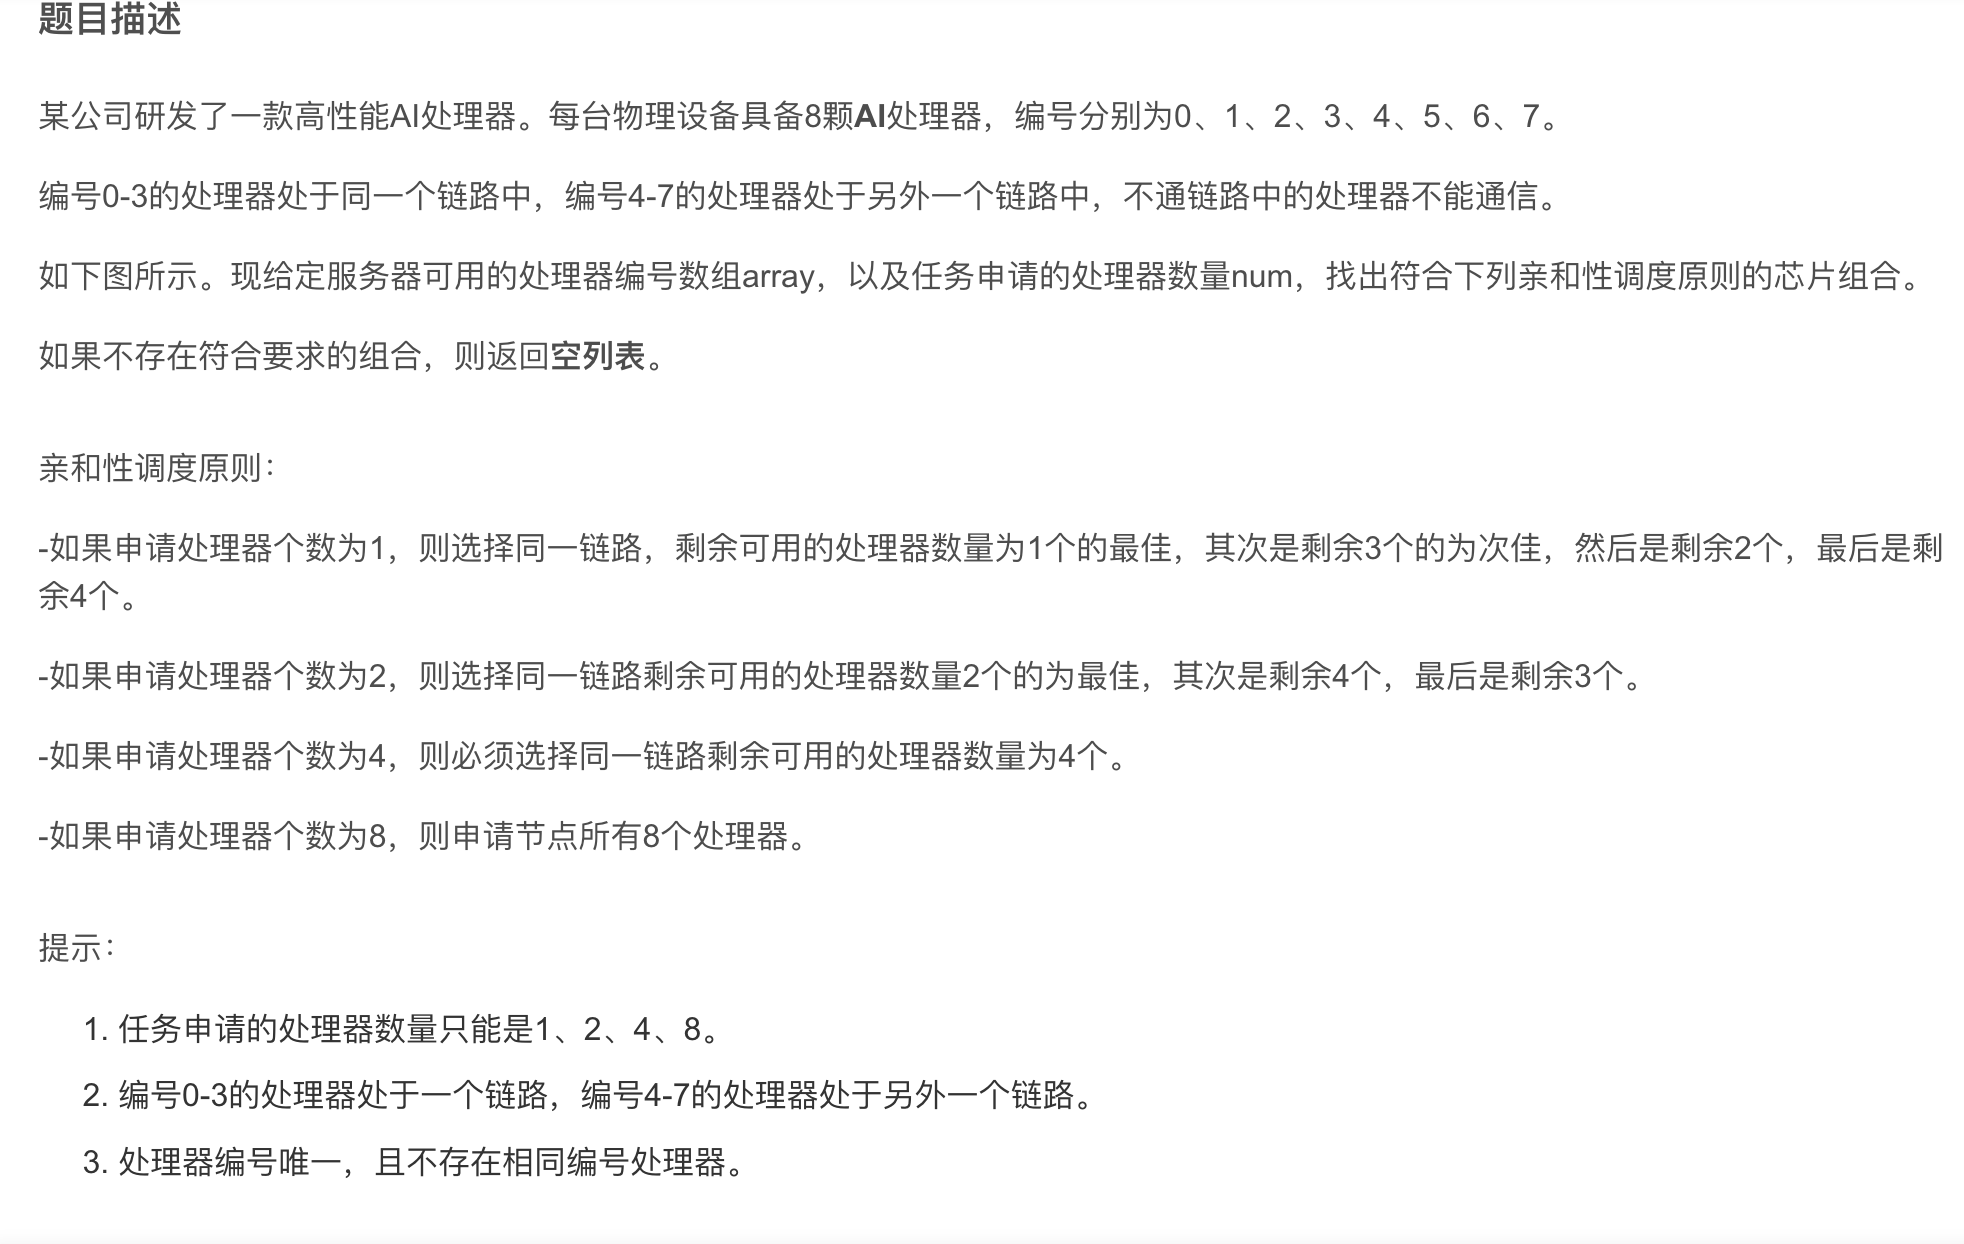 题目描述
某公司研发了一款高性能AI处理器。每台物理设备具备8颗AI处理器，编号分别为0、1、2、3、4、5、6、7。
编号0-3的处理器处于同一个链路中，编号4-7的处理器处于另外一个链路中，不通链路中的处理器不能通信。
如下图所示。现给定服务器可用的处理器编号数组array，以及任务申请的处理器数量num，找出符合下列亲和性调度原则的芯片组合。
如果不存在符合要求的组合，则返回空列表。
亲和性调度原则：
-如果申请处理器个数为1，则选择同一链路，剩余可用的处理器数量为1个的最佳，其次是剩余3个的为次佳，然后是剩余2个，最后是剩
余4个。
-如果申请处理器个数为2，则选择同一链路剩余可用的处理器数量2个的为最佳，其次是剩余4个，最后是剩余3个。
-如果申请处理器个数为4，则必须选择同一链路剩余可用的处理器数量为4个。
-如果申请处理器个数为8，则申请节点所有8个处理器。
提示：
1. 任务申请的处理器数量只能是1、2、4、8。
2. 编号0-3的处理器处于一个链路，编号4-7的处理器处于另外一个链路。
3. 处理器编号唯一，且不存在相同编号处理器。